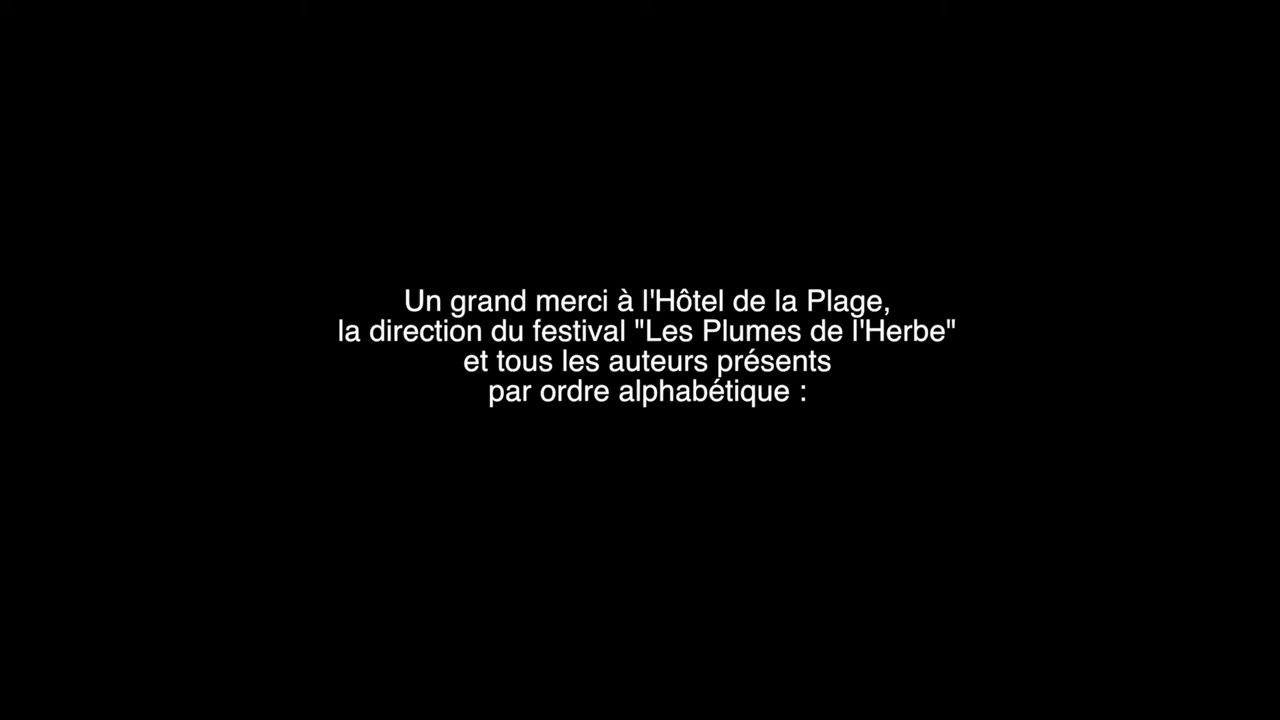 Un grand merci à l'Hôtel de la Plage,
la direction du festival "Les Plumes de l'Herbe"
et tous les auteurs présents
par ordre alphabétique :